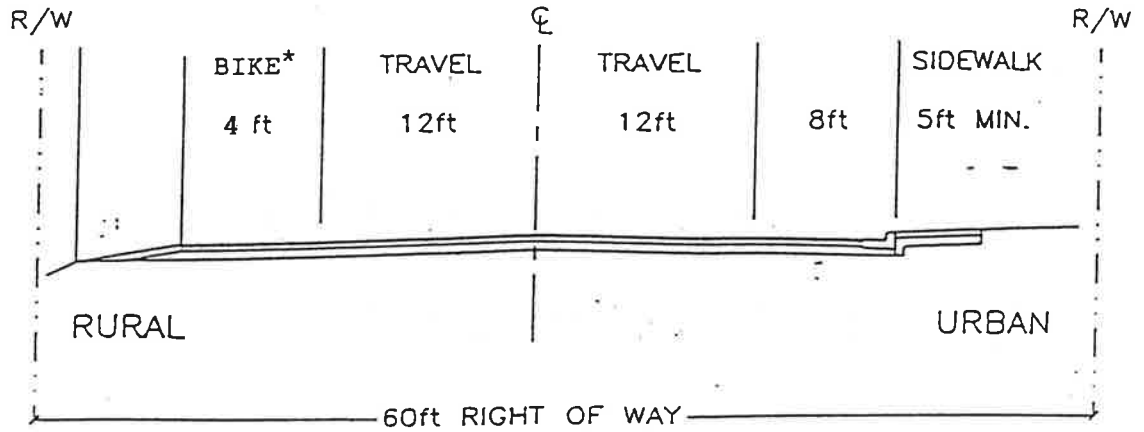 R/W ℄ R/W
BIKE* TRAVEL TRAVEL SIDEWALK
4 ft 12ft 12ft 8ft 5ft MIN.
RURAL URBAN
60ft RIGHT OF WAY